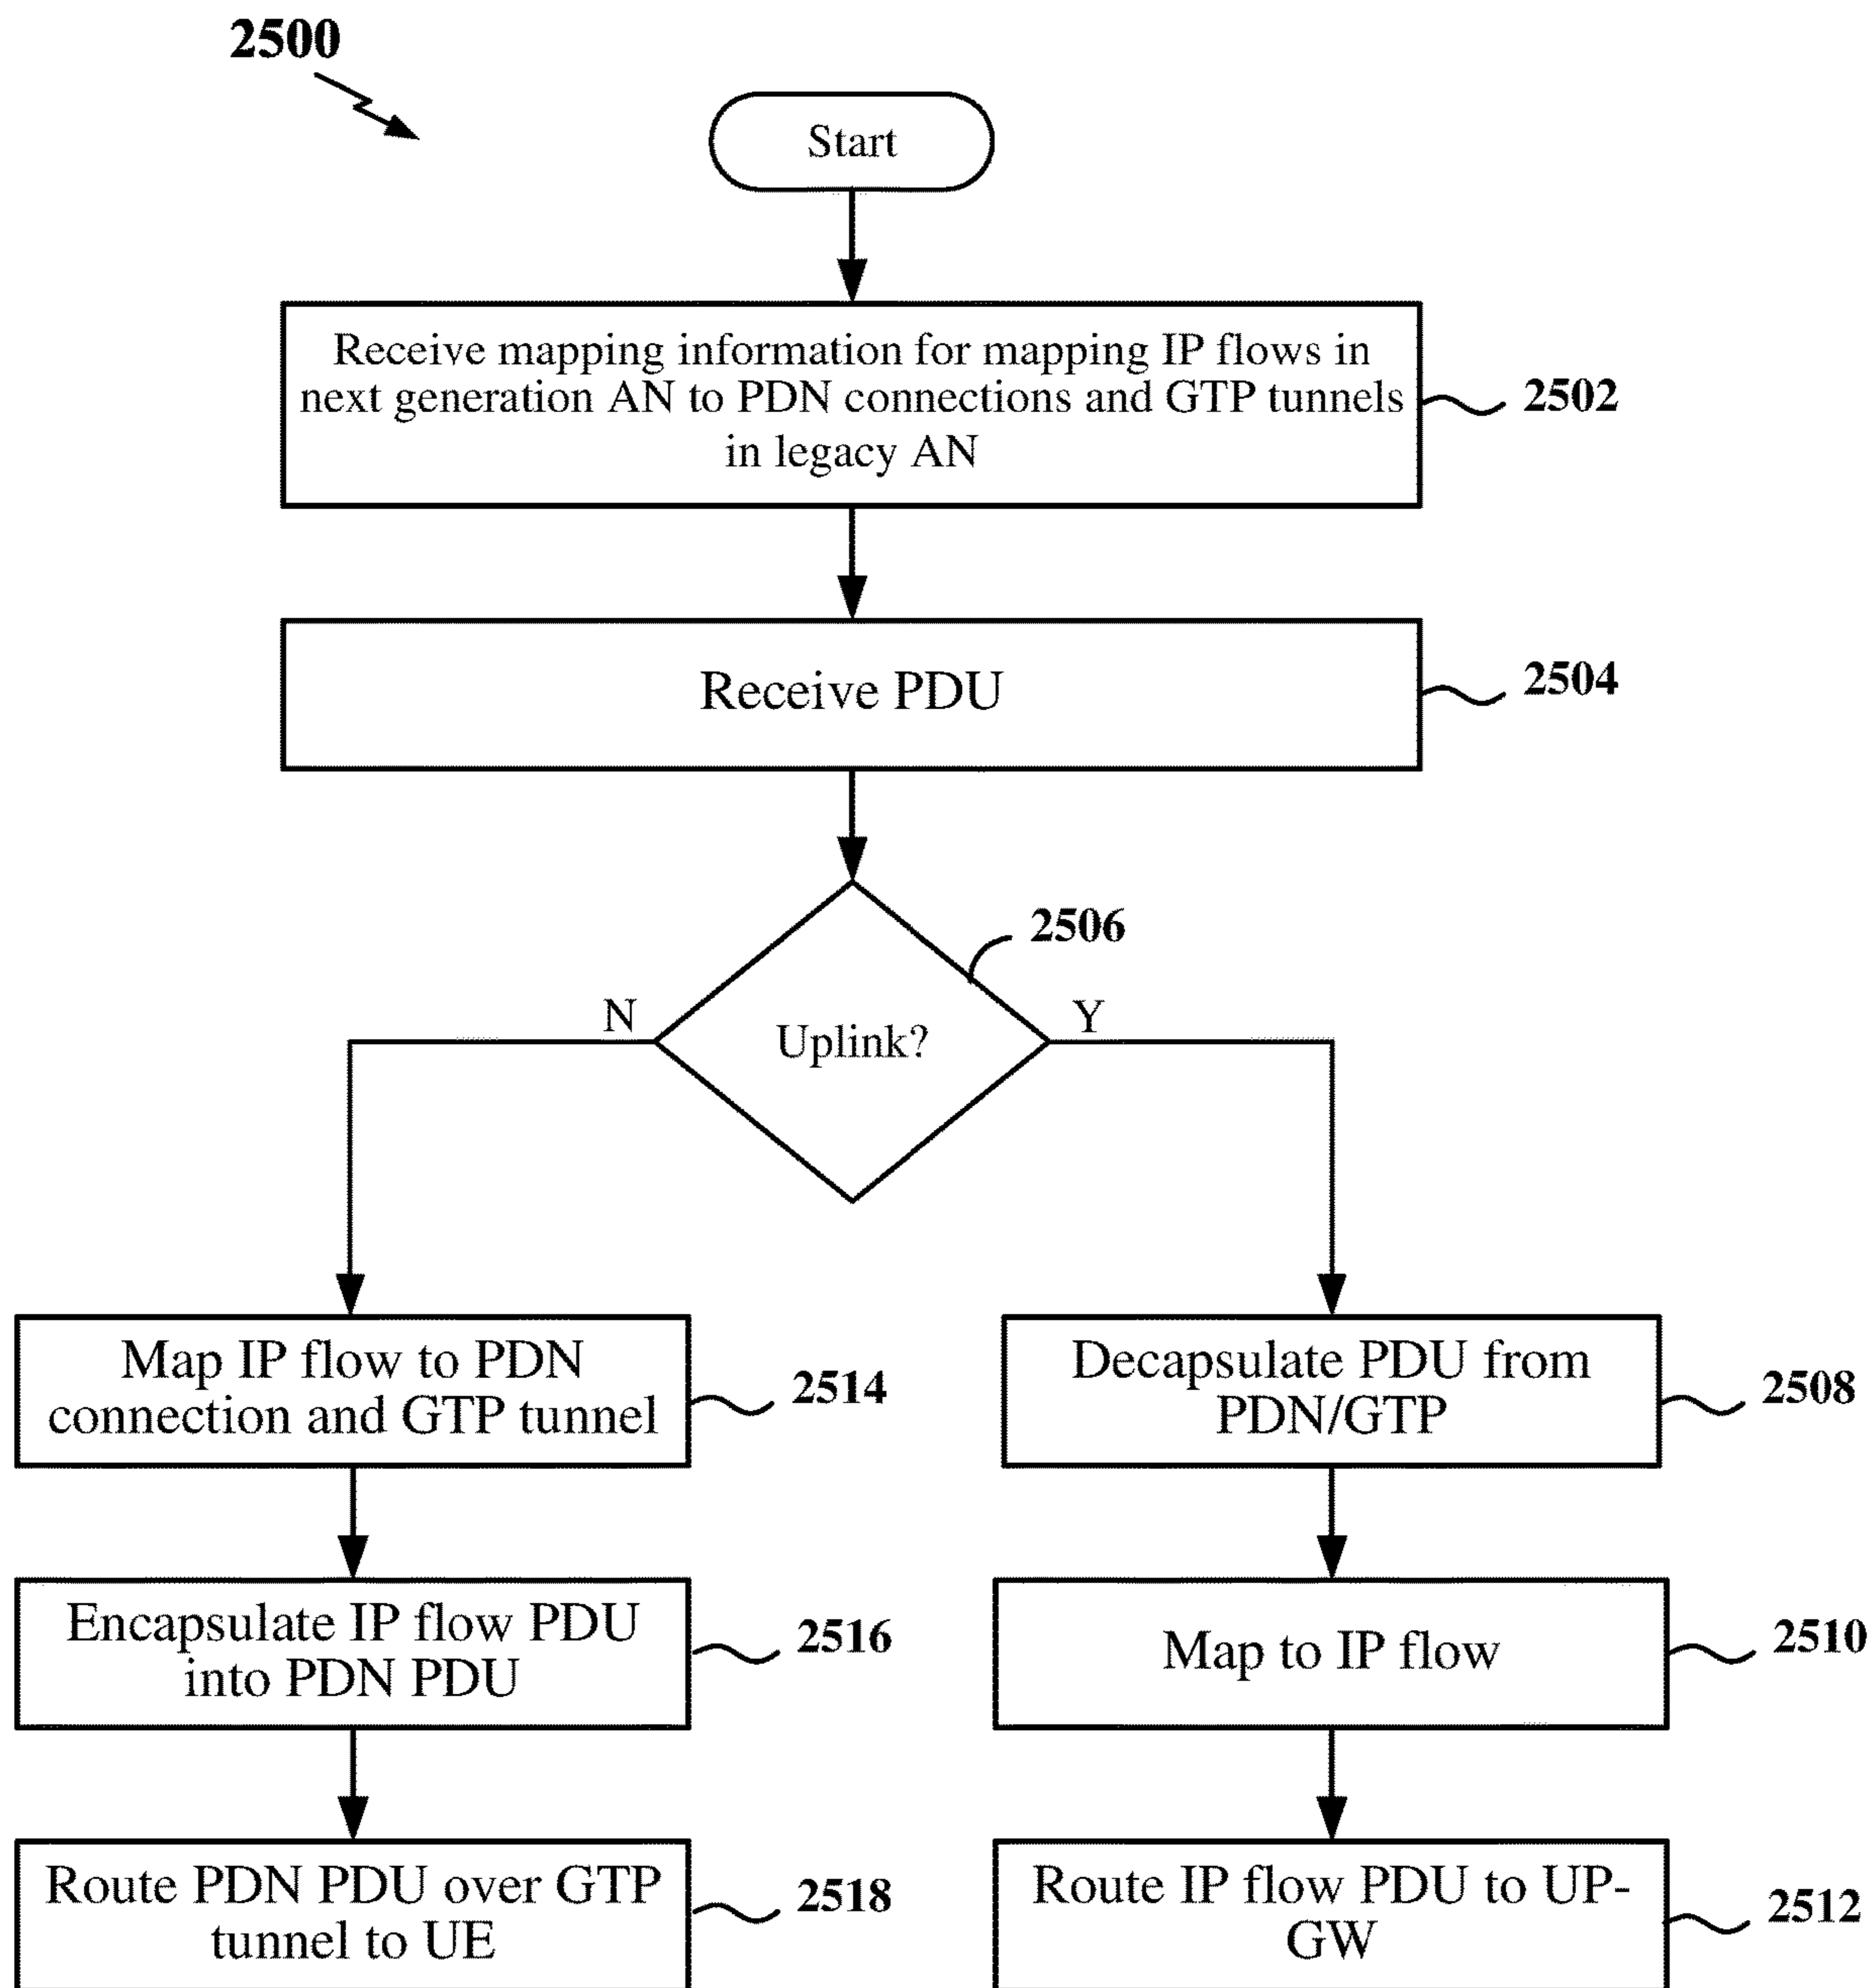 2500
Start
Receive mapping information for mapping IP flows in
next generation AN to PDN connections and GTP tunnels
in legacy AN
2502
Receive PDU
2504
2506
N
Uplink?
Y
Map IP flow to PDN
connection and GTP tunnel
2514
Decapsulate PDU from
PDN/GTP
2508
Encapsulate IP flow PDU
into PDN PDU
2516
Map to IP flow
2510
Route PDN PDU over GTP
tunnel to UE
2518
Route IP flow PDU to UP-
GW
2512